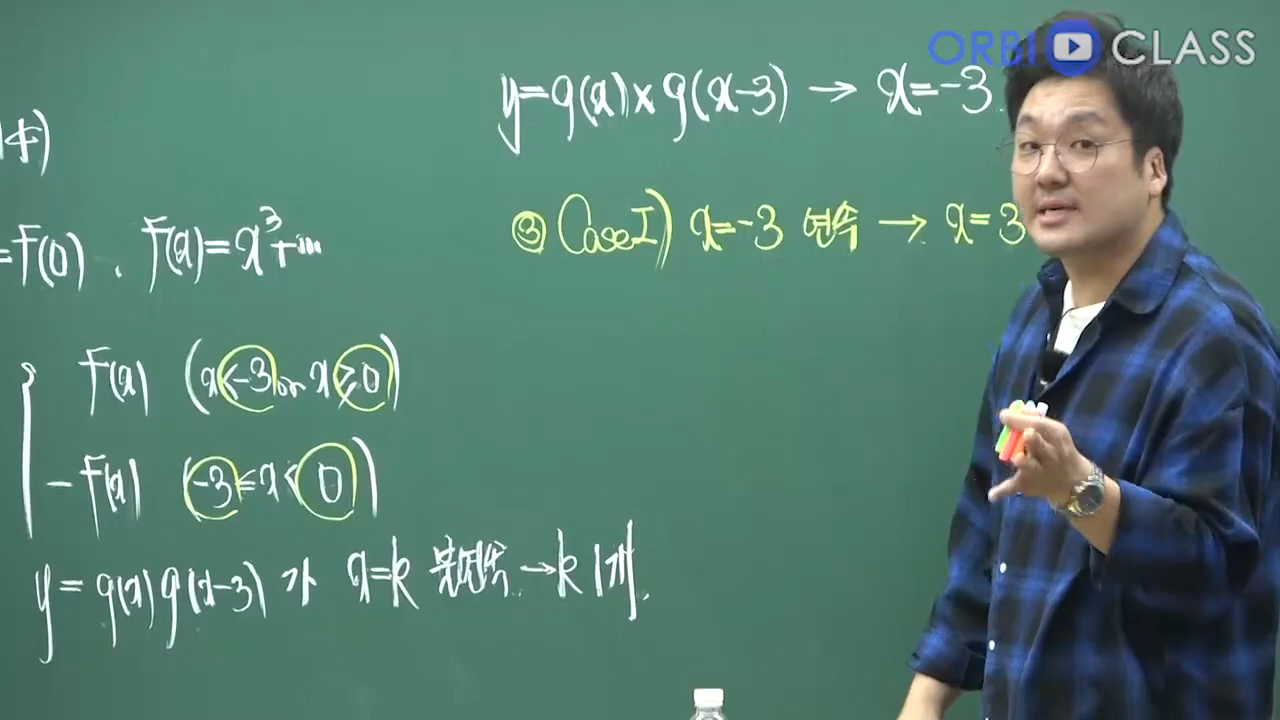 ORBI CLASS
y=g(x)×g(x-3) → x=-3
③ Case I) x=-3 연속 → x=3
=f(0). f(x)=x³+…
f(x) (x<-3 or x≥0)
-f(x) (-3≤x<0)
y=g(x)g(x-3)가 x=k 불연속 → k 1개.